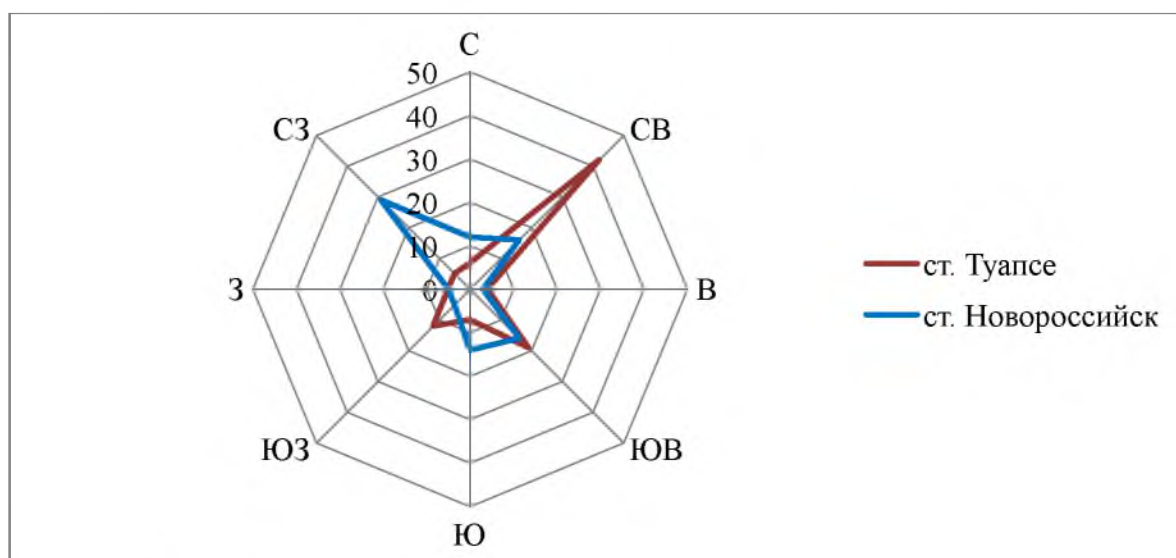 С
50
СЗ
40
СВ
30
20
10
З
0
В
ст. Туапсе
ст. Новороссийск
ЮЗ
ЮВ
Ю